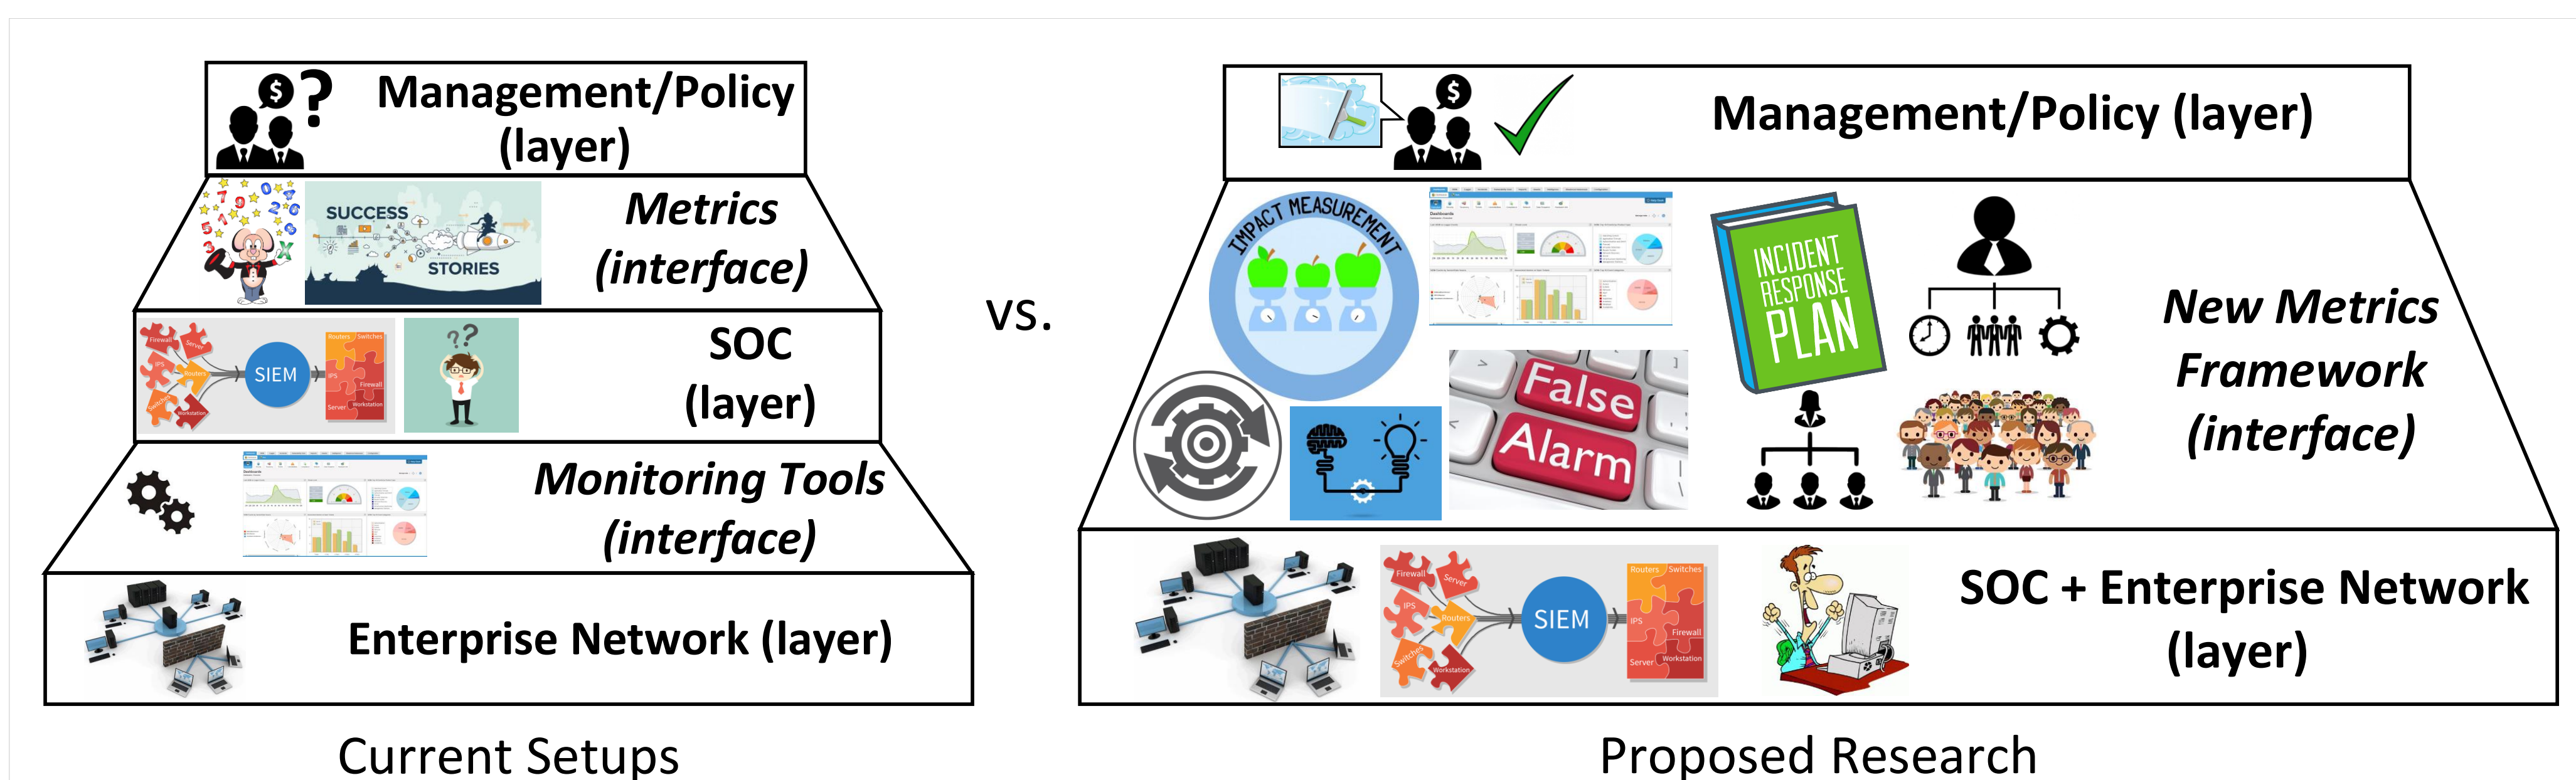 $ ?
Management/Policy
(layer)
SUCCESS
STORIES
Metrics
(interface)
Firewall
Server
IPS
Routers
Switches
Workstation
SIEM
Routers Switches
IPS
Firewall
Server Workstation
??
SOC
(layer)
Dashboards
Monitoring Tools
(interface)
Enterprise Network (layer)
Current Setups
vs.
$
Management/Policy (layer)
IMPACT MEASUREMENT
Dashboards
False
Alarm
INCIDENT
RESPONSE
PLAN
New Metrics
Framework
(interface)
Firewall
Server
IPS
Routers
Switches
Workstation
SIEM
Routers Switches
IPS
Firewall
Server Workstation
SOC + Enterprise Network
(layer)
Proposed Research